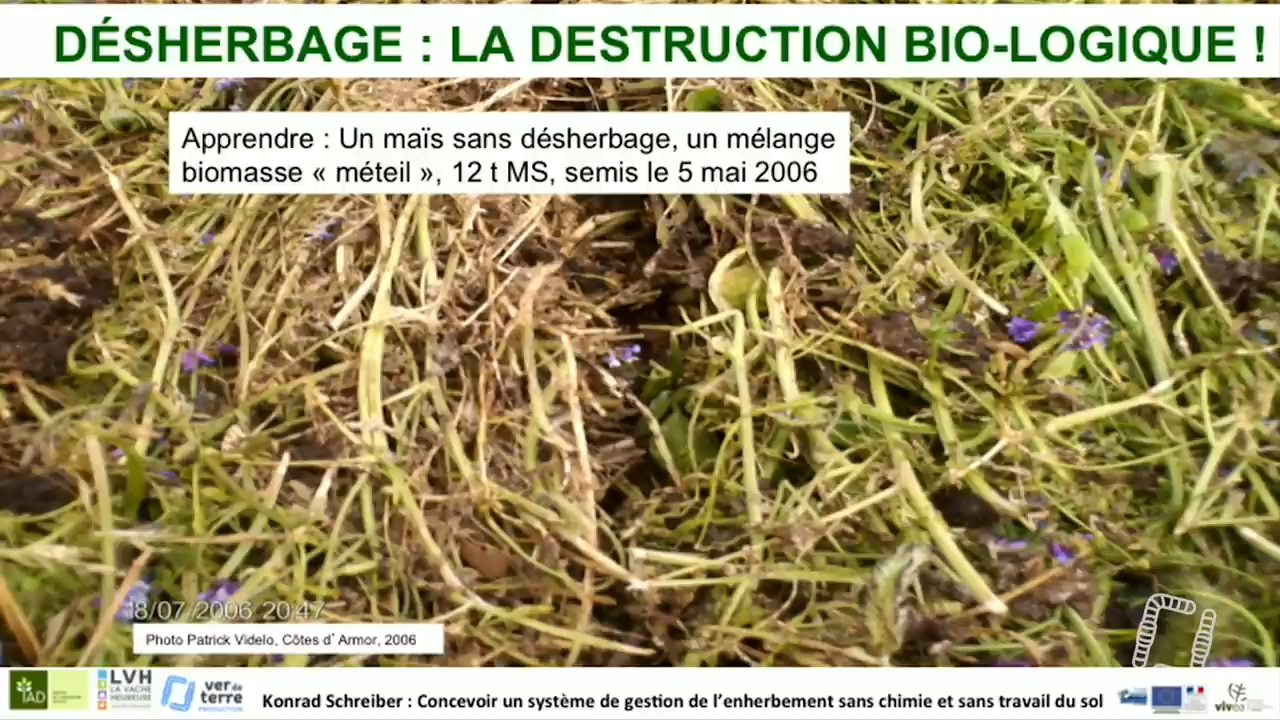 DÉSHERBAGE : LA DESTRUCTION BIO-LOGIQUE !
Apprendre : Un maïs sans désherbage, un mélange
biomasse « méteil », 12 t MS, semis le 5 mai 2006
8/07/2006 20:47
Photo Patrick Videlo, Côtes d' Armor, 2006
IAD
LVH
LA VACHE
HEUREUSE
ver de
terre
PRODUCTION
Konrad Schreiber : Concevoir un système de gestion de l'enherbement sans chimie et sans travail du sol
vivea